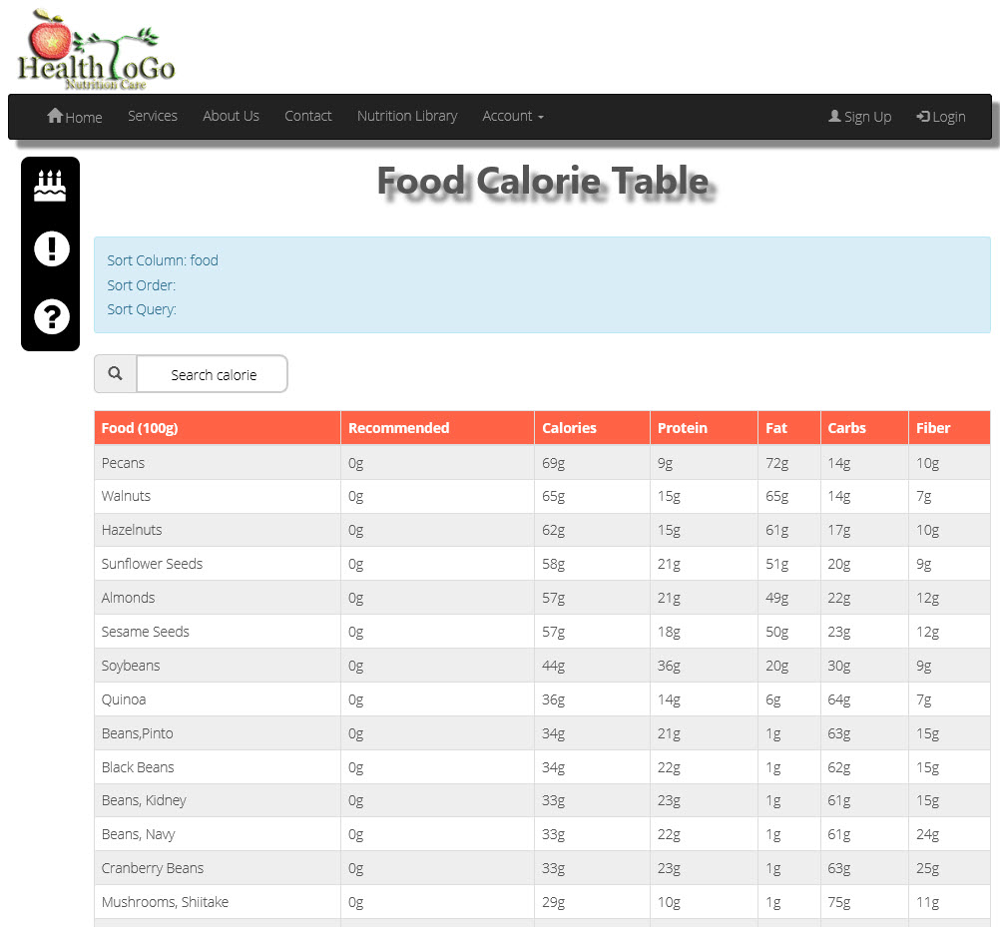 HealthToGo
Nutrition Care
Home Services About Us Contact Nutrition Library Account Sign Up Login
Food Calorie Table
Sort Column: food
Sort Order:
Sort Query:
Search calorie
Food (100g) Recommended Calories Protein Fat Carbs Fiber
Pecans 0g 69g 9g 72g 14g 10g
Walnuts 0g 65g 15g 65g 14g 7g
Hazelnuts 0g 62g 15g 61g 17g 10g
Sunflower Seeds 0g 58g 21g 51g 20g 9g
Almonds 0g 57g 21g 49g 22g 12g
Sesame Seeds 0g 57g 18g 50g 23g 12g
Soybeans 0g 44g 36g 20g 30g 9g
Quinoa 0g 36g 14g 6g 64g 7g
Beans,Pinto 0g 34g 21g 1g 63g 15g
Black Beans 0g 34g 22g 1g 62g 15g
Beans, Kidney 0g 33g 23g 1g 61g 15g
Beans, Navy 0g 33g 22g 1g 61g 24g
Cranberry Beans 0g 33g 23g 1g 63g 25g
Mushrooms, Shiitake 0g 29g 10g 1g 75g 11g